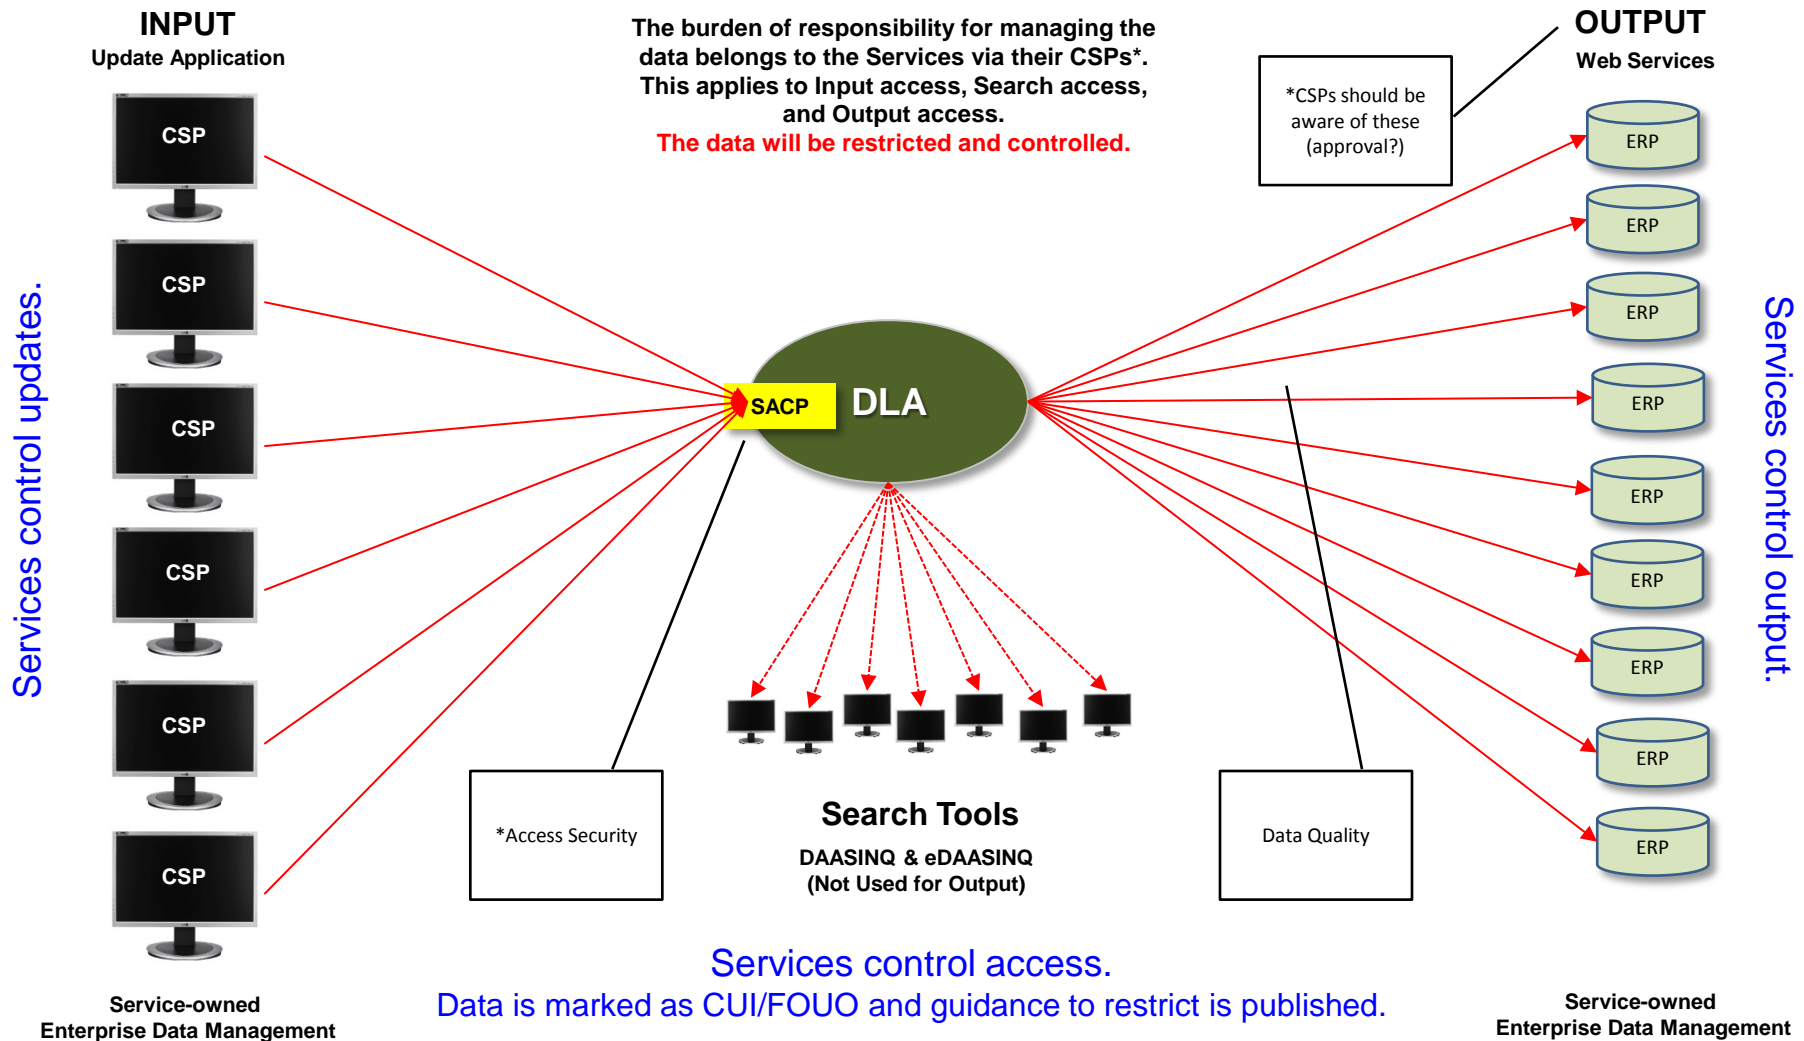 INPUT
Update Application
The burden of responsibility for managing the
data belongs to the Services via their CSPs*.
This applies to Input access, Search access,
and Output access.
The data will be restricted and controlled.
OUTPUT
Web Services
*CSPs should be
aware of these
(approval?)
CSP
CSP
CSP
CSP
CSP
CSP
Services control updates.
SACP
DLA
ERP
ERP
ERP
ERP
ERP
ERP
ERP
ERP
ERP
Services control output.
*Access Security
Search Tools
DAASINQ & eDAASINQ
(Not Used for Output)
Data Quality
Services control access.
Data is marked as CUI/FOUO and guidance to restrict is published.
Service-owned
Enterprise Data Management
Service-owned
Enterprise Data Management